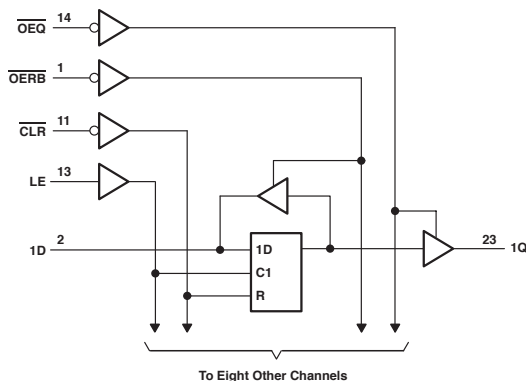 OEQ 14
OERB 1
CLR 11
LE 13
1D 2
1D
C1
R
23 1Q
To Eight Other Channels